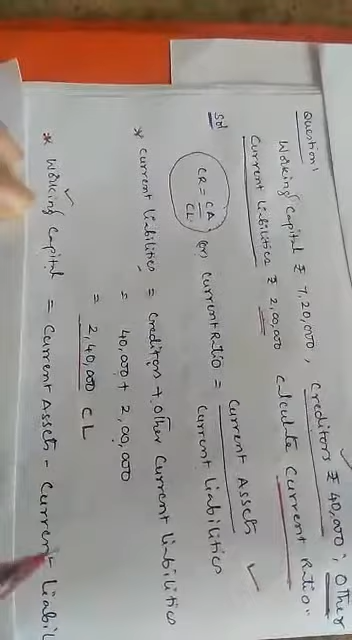 Question 1
Working Capital ₹ 7,20,000, Creditors ₹ 40,000; Other
Current liabilities ₹ 2,00,000 Calculate Current Ratio.
Sol CR = CA / CL (or) Current Ratio = Current Assets / Current Liabilities
* Current liabilities = Creditors + Other Current liabilities
= 40,000 + 2,00,000
= 2,40,000 CL
* Working Capital = Current Assets - Current liabil